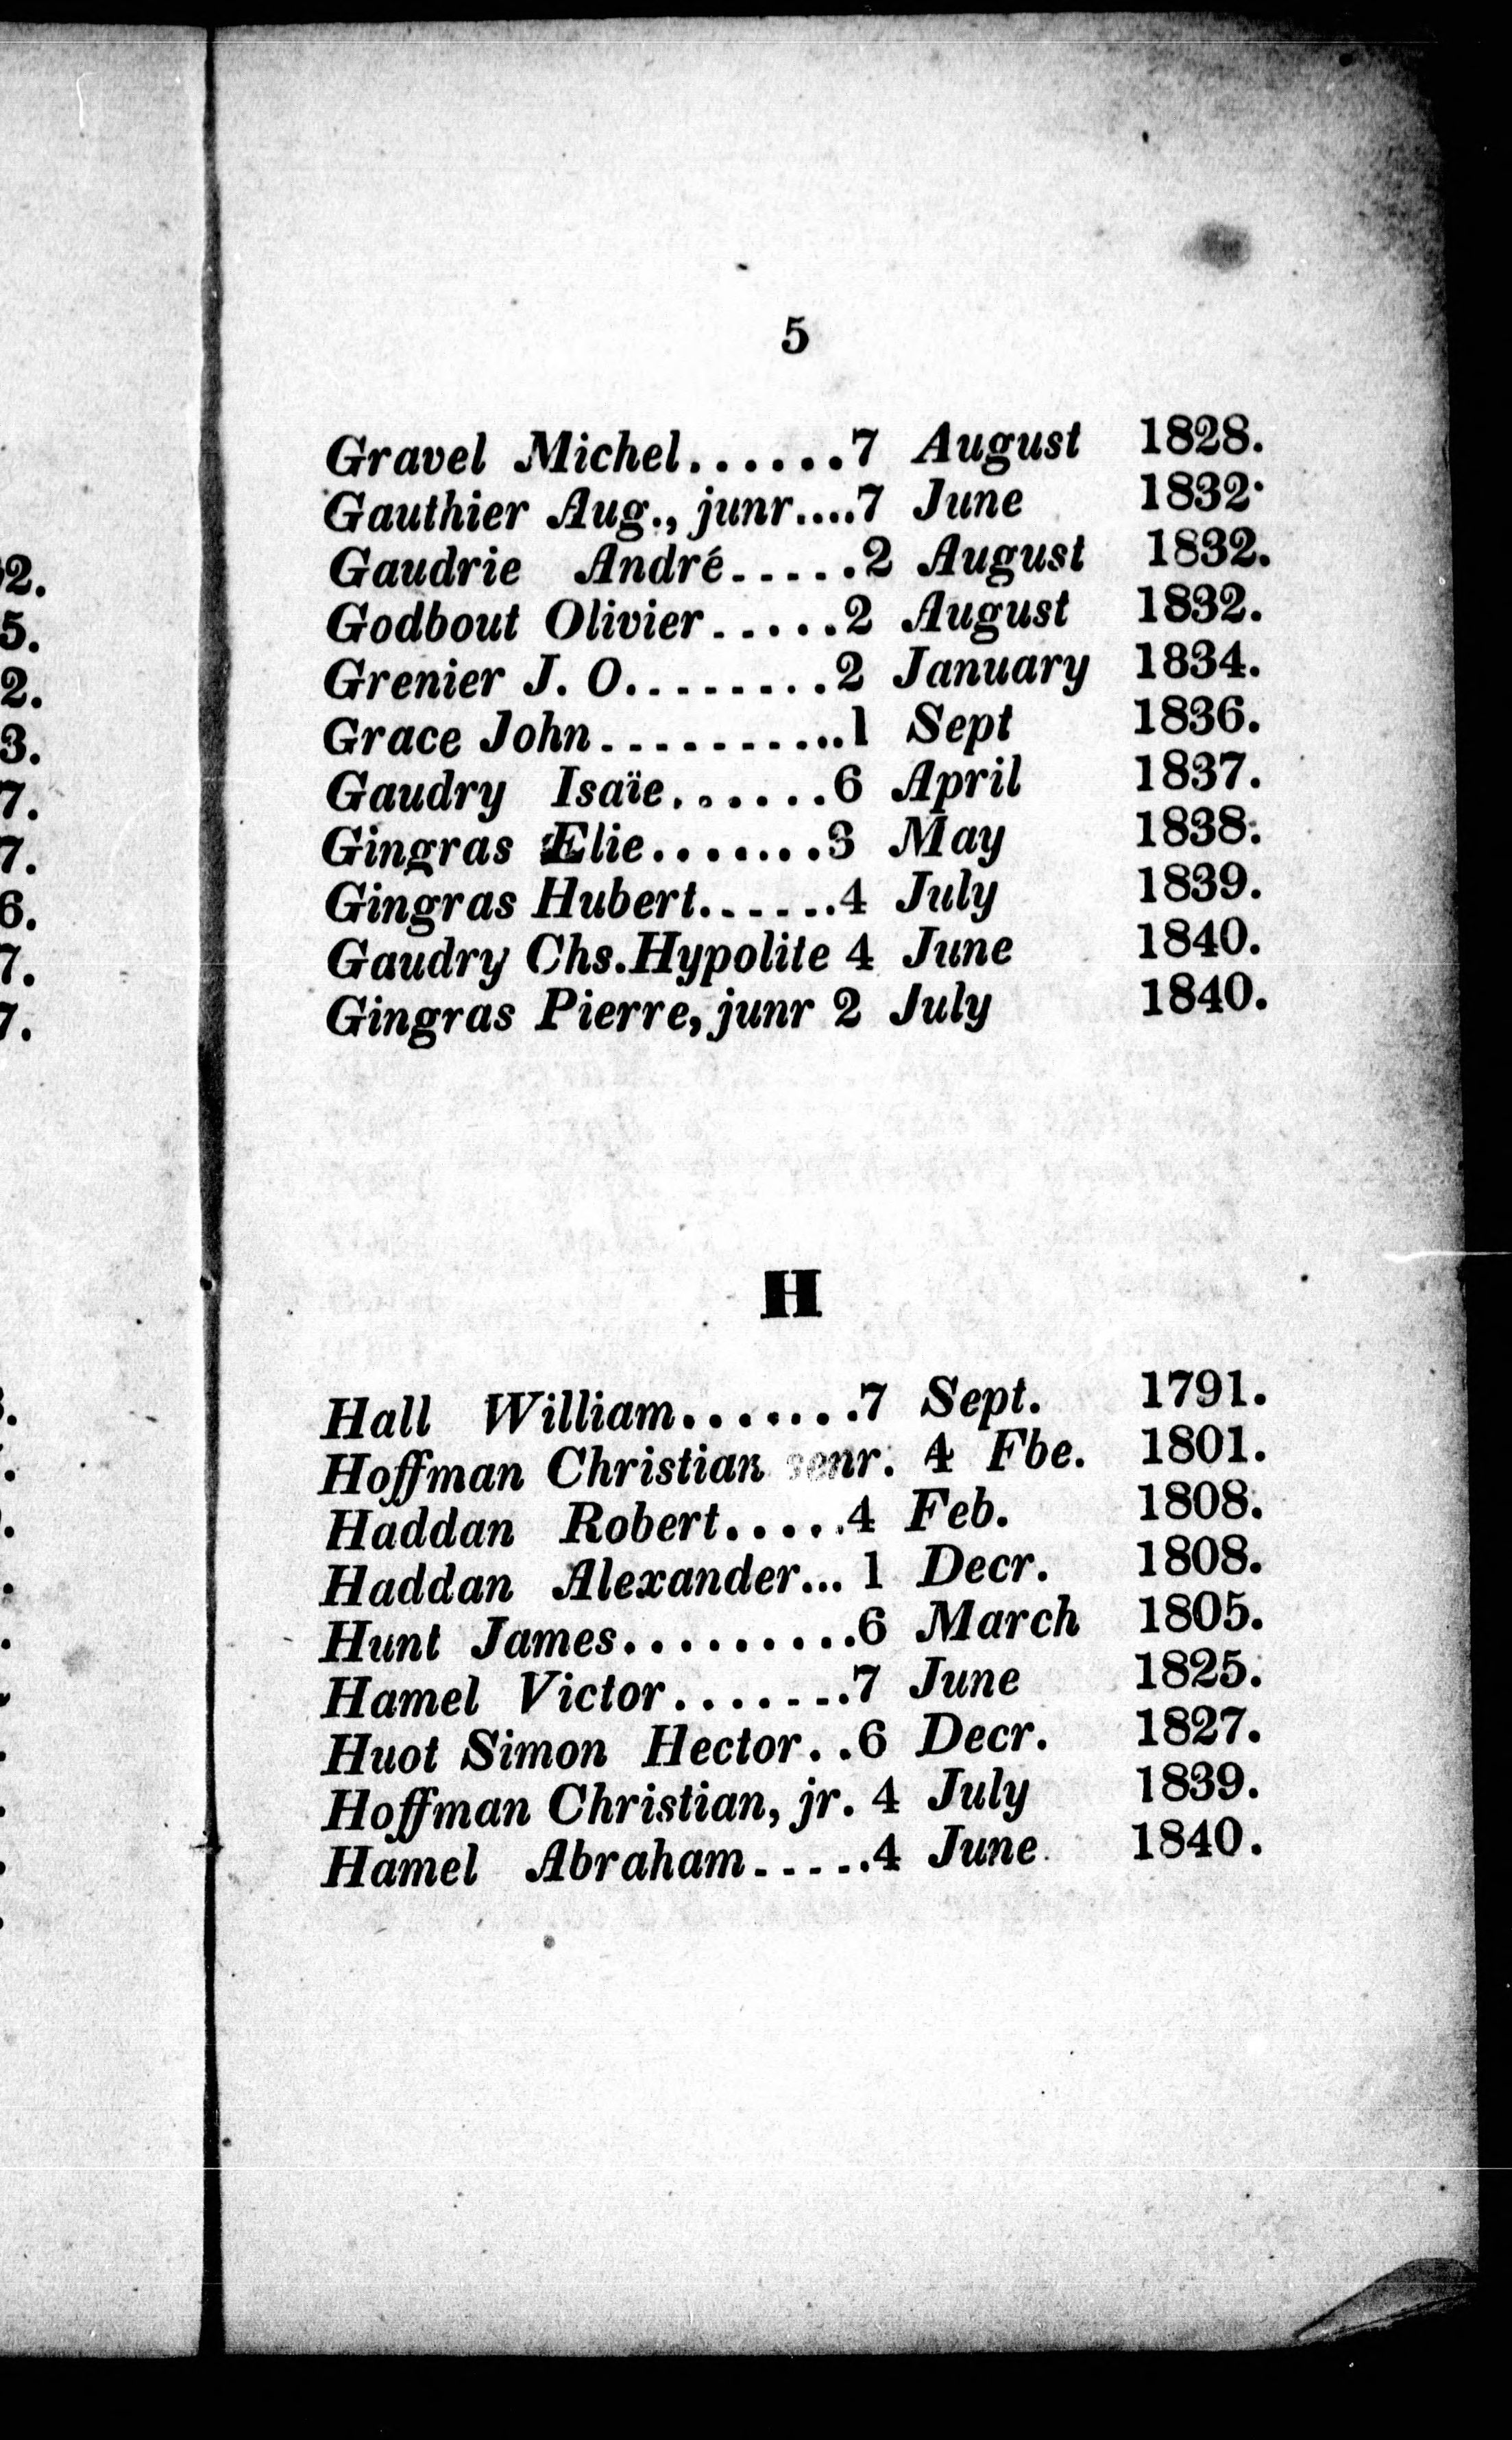 5
Gravel Michel......7 August 1828.
Gauthier Aug., junr....7 June 1832.
Gaudrie André.....2 August 1832.
Godbout Olivier.....2 August 1832.
Grenier J. O........2 January 1834.
Grace John..........1 Sept 1836.
Gaudry Isaïe.......6 April 1837.
Gingras Elie.......3 May 1838.
Gingras Hubert......4 July 1839.
Gaudry Chs. Hypolite 4 June 1840.
Gingras Pierre, junr 2 July 1840.
H
Hall William.......7 Sept. 1791.
Hoffman Christian senr. 4 Fbe. 1801.
Haddan Robert.....4 Feb. 1808.
Haddan Alexander... 1 Decr. 1808.
Hunt James.........6 March 1805.
Hamel Victor.......7 June 1825.
Huot Simon Hector..6 Decr. 1827.
Hoffman Christian, jr. 4 July 1839.
Hamel Abraham.....4 June 1840.